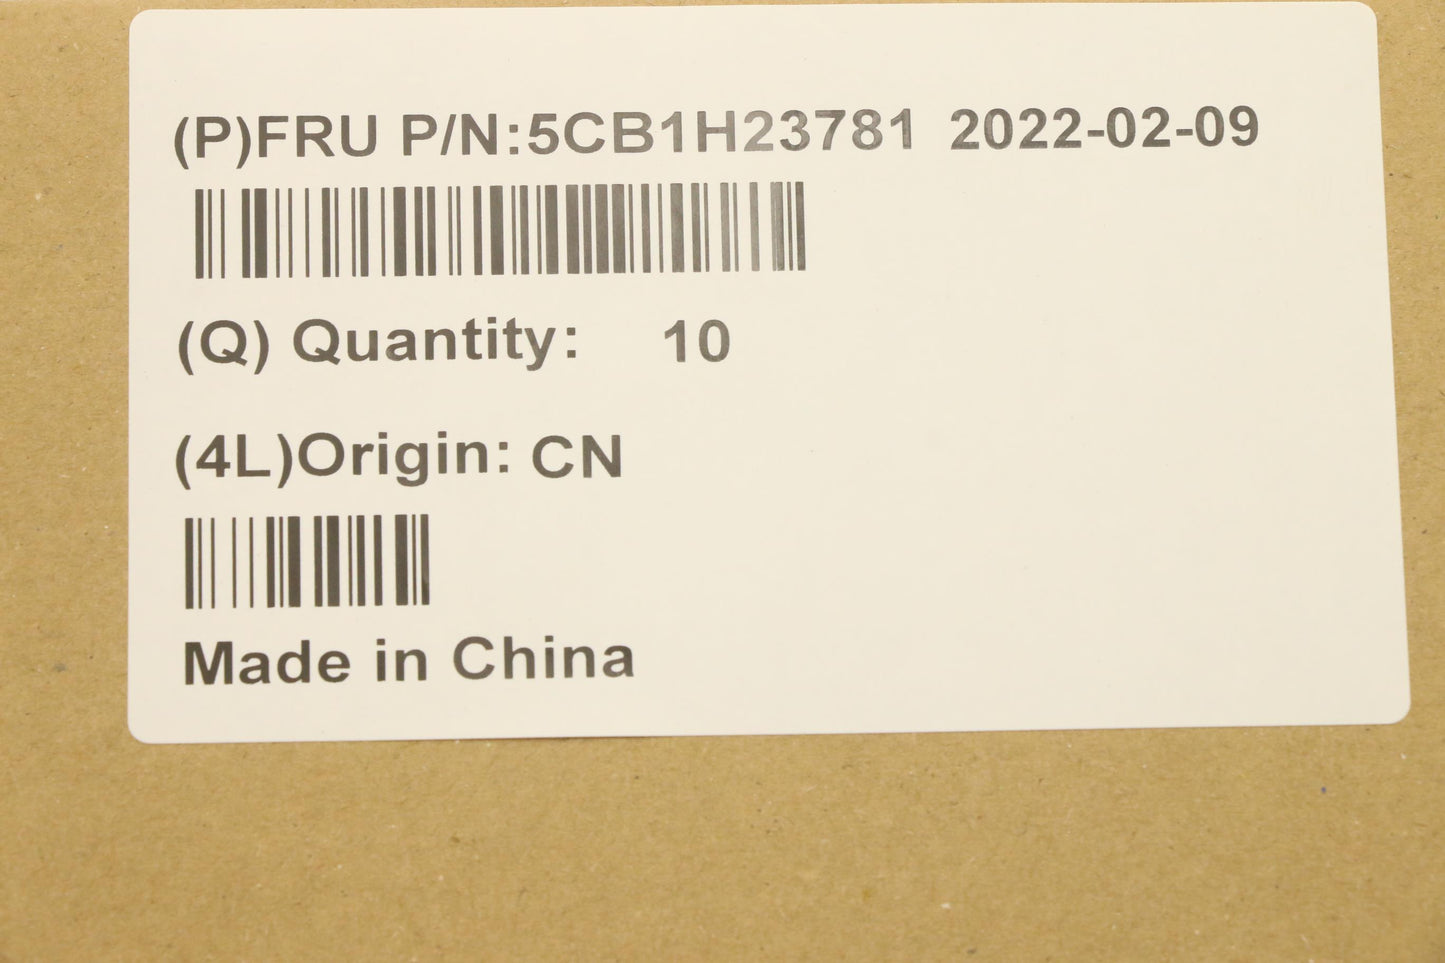 (P)FRU P/N:5CB1H23781 2022-02-09
(Q) Quantity: 10
(4L)Origin: CN
Made in China